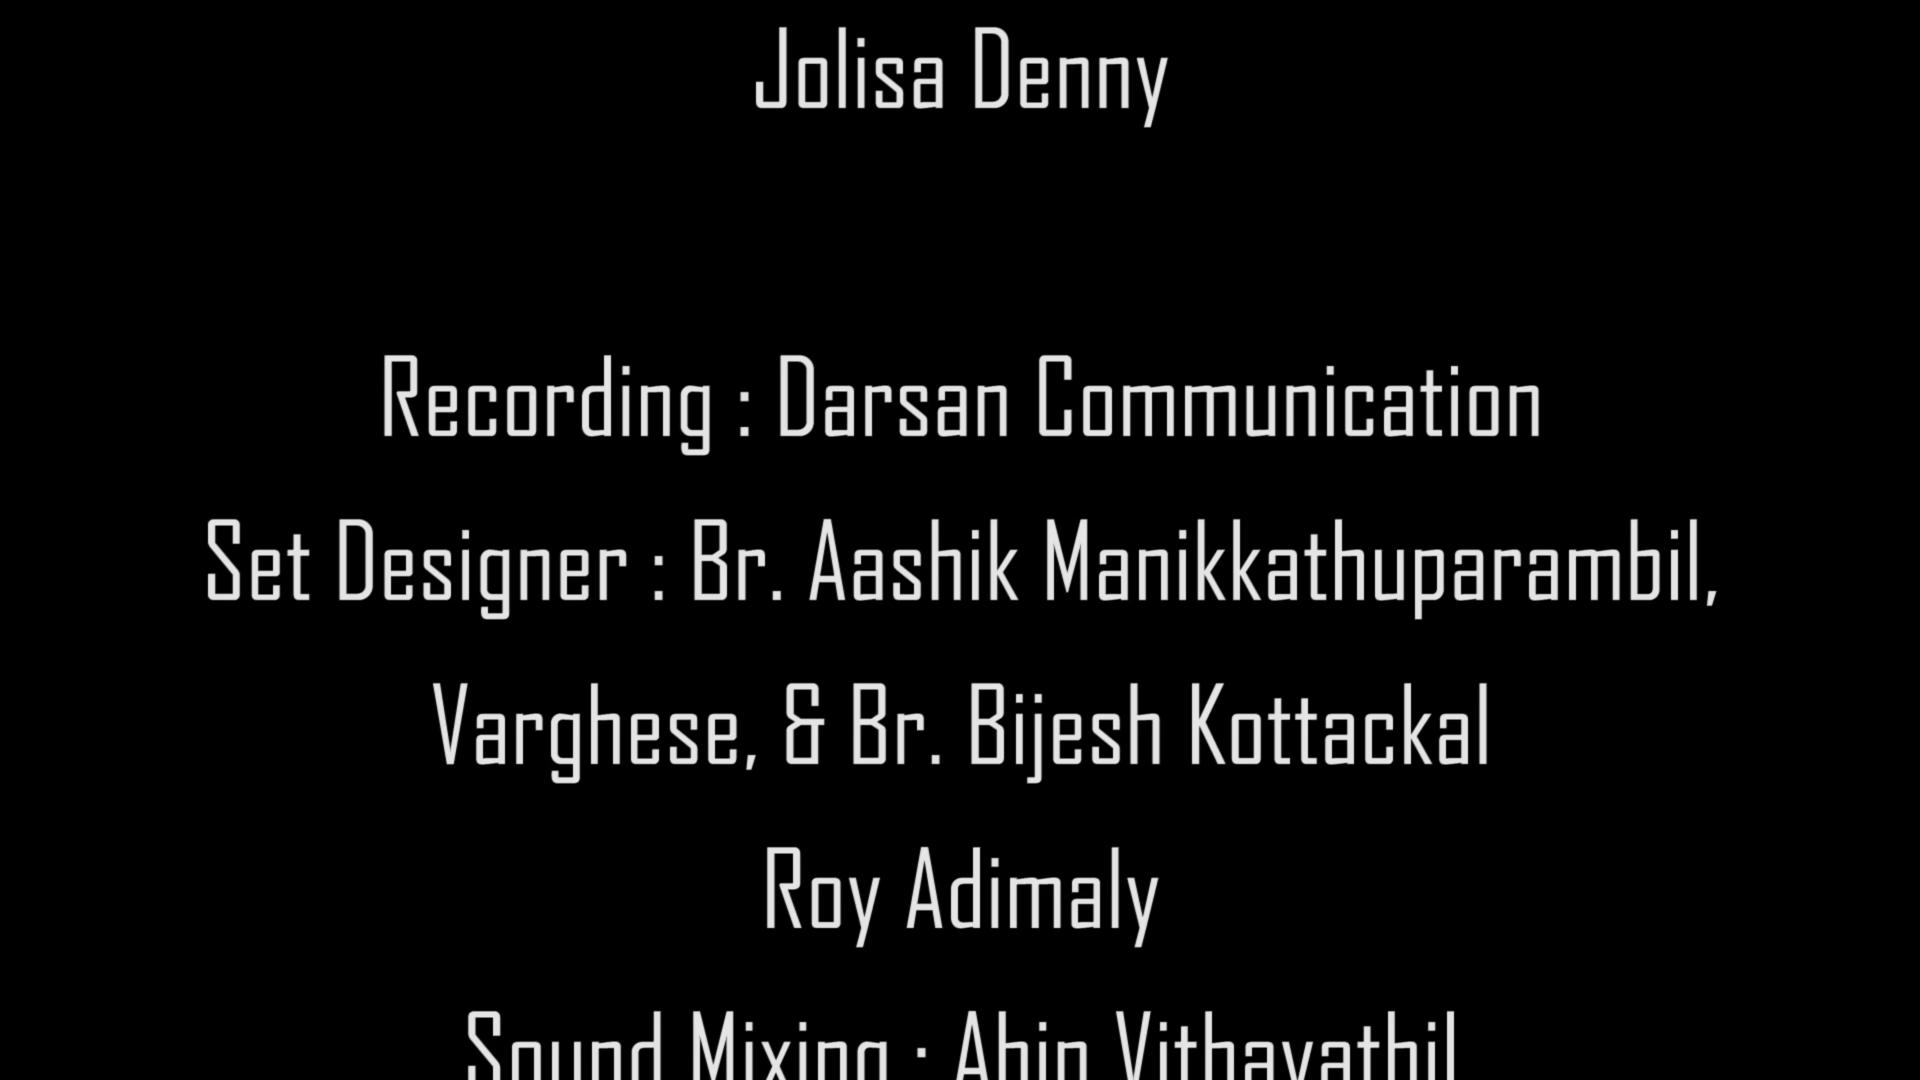 Jolisa Denny
Recording : Darsan Communication
Set Designer : Br. Aashik Manikkathuparambil,
Varghese, & Br. Bijesh Kottackal
Roy Adimaly
Sound Mixing : Vithayathil